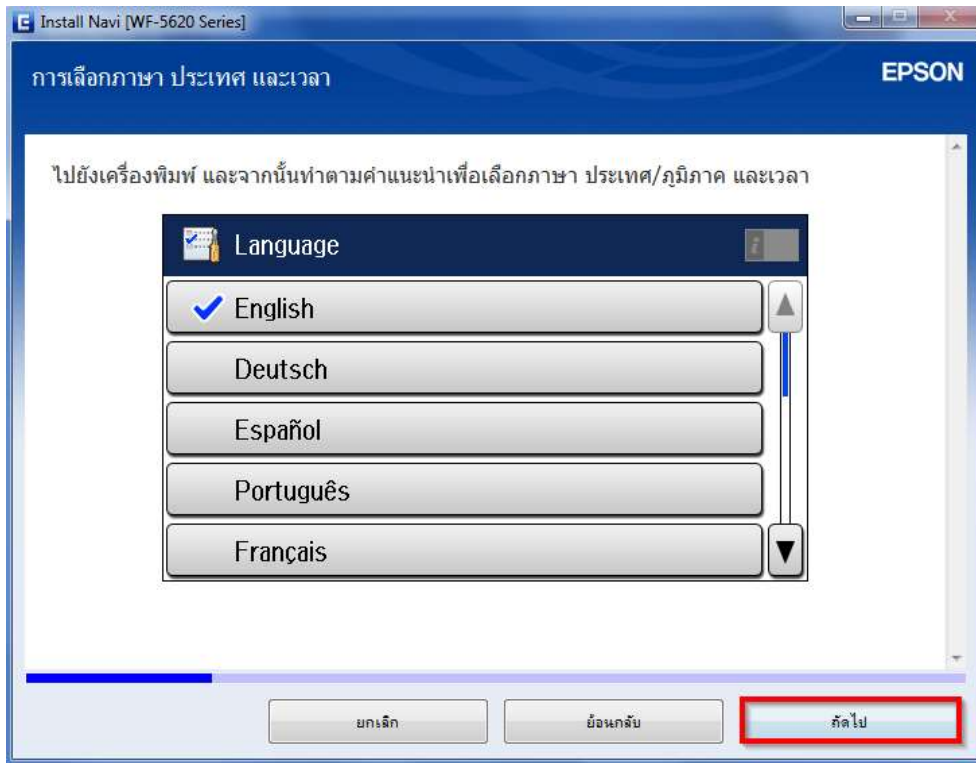 Install Navi [WF-5620 Series]
การเลือกภาษา ประเทศ และเวลา
EPSON
ไปยังเครื่องพิมพ์ และจากนั้นทำตามคำแนะนำเพื่อเลือกภาษา ประเทศ/ภูมิภาค และเวลา
Language
i
English
Deutsch
Español
Português
Français
ยกเลิก
ย้อนกลับ
ถัดไป